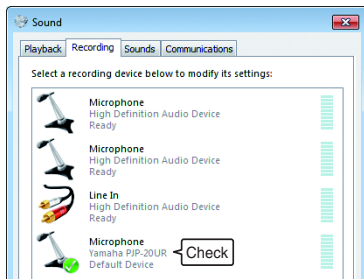 Sound
Playback Recording Sounds Communications
Select a recording device below to modify its settings:
Microphone
High Definition Audio Device
Ready
Microphone
High Definition Audio Device
Ready
Line In
High Definition Audio Device
Ready
Microphone
Yamaha PJP-20UR Check
Default Device